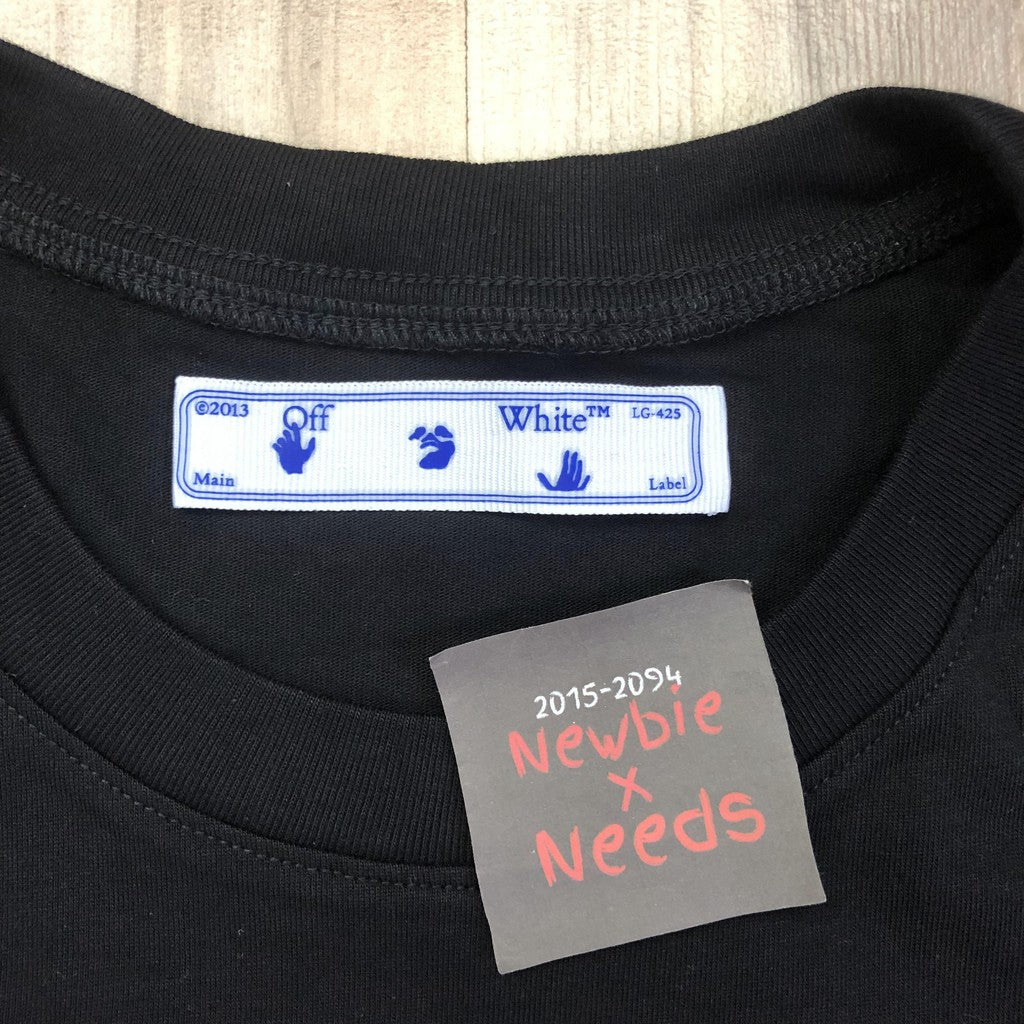 ©2013 Off White™ LG-425
Main Label
2015-2094
Newbie
x
Needs